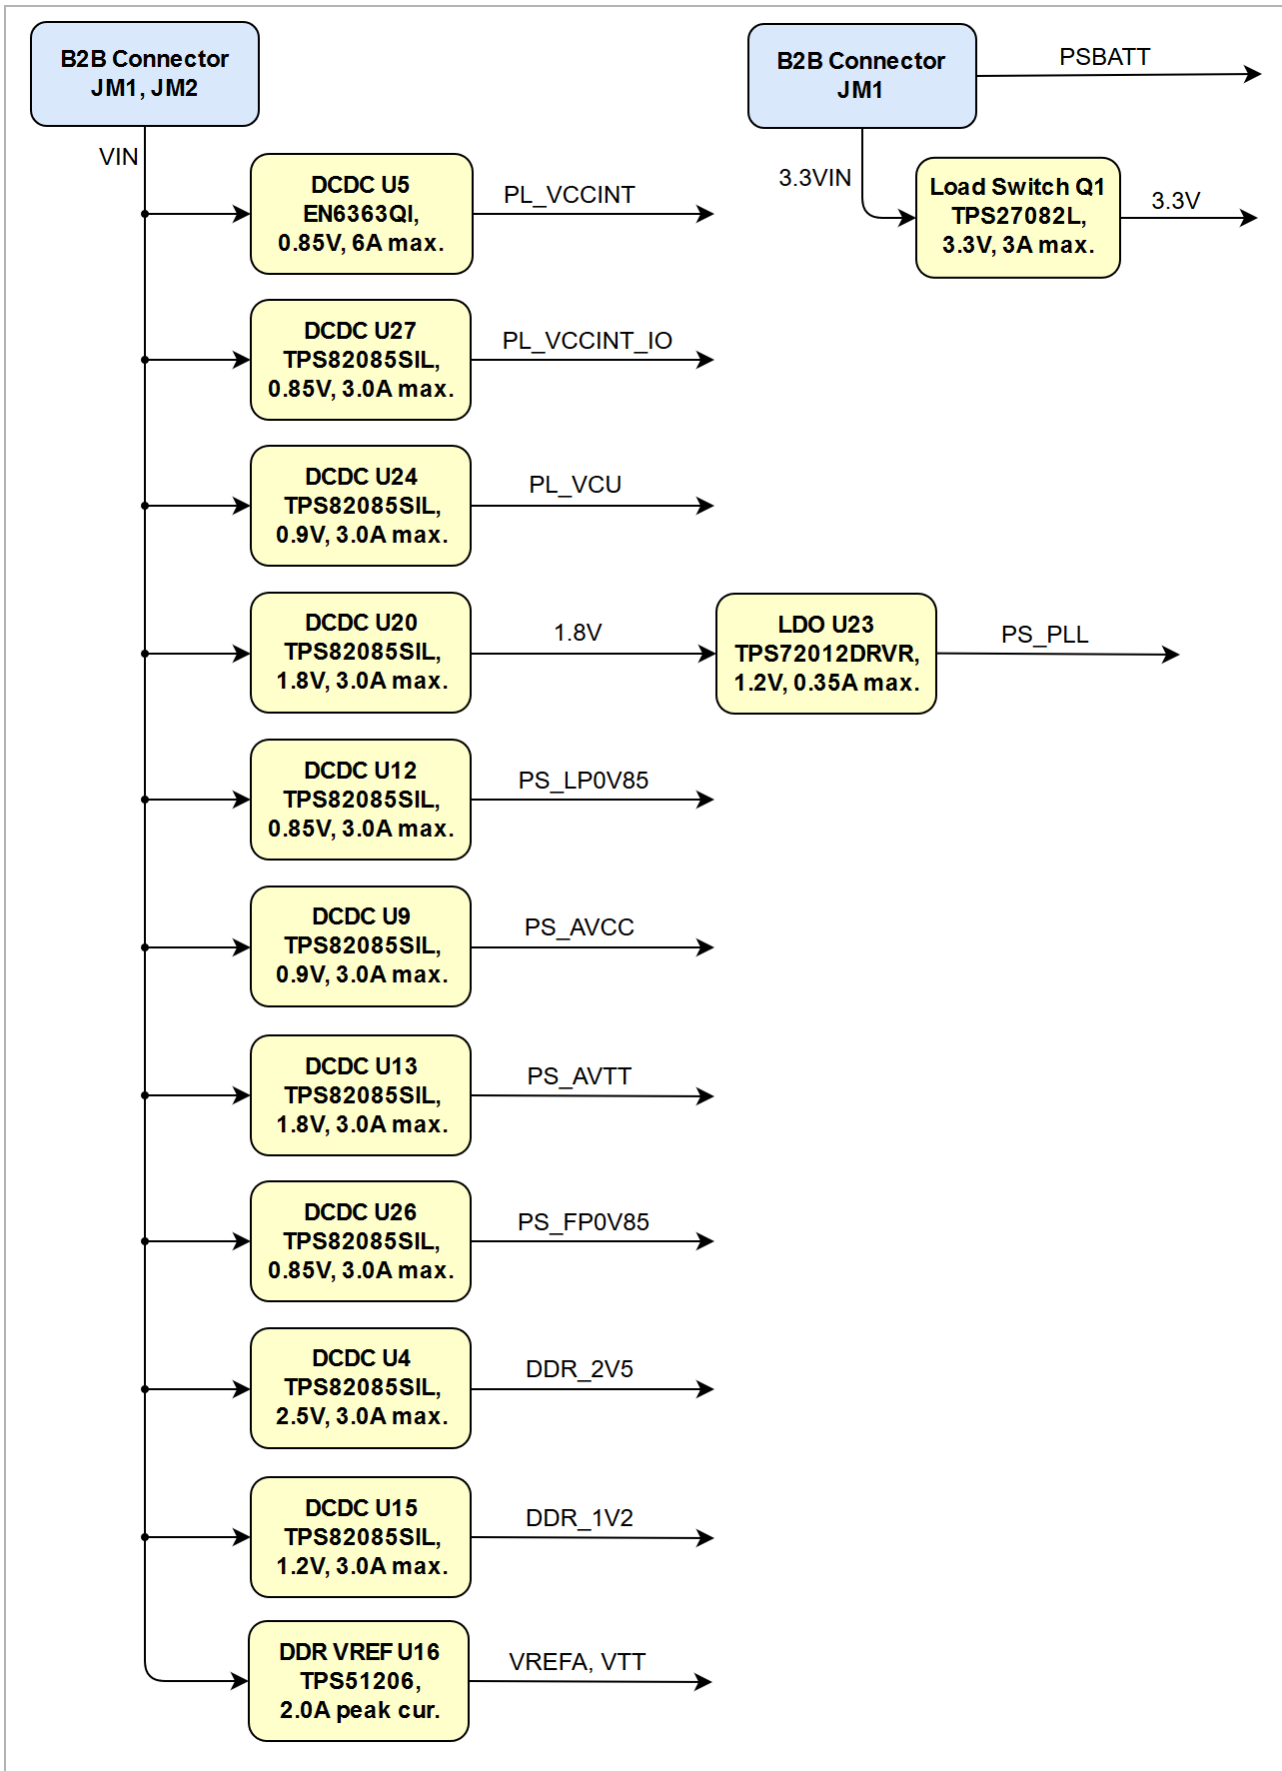 B2B Connector
JM1, JM2
B2B Connector
JM1
PSBATT
VIN
3.3VIN
DCDC U5
EN6363QI,
0.85V, 6A max.
PL_VCCINT
Load Switch Q1
TPS27082L,
3.3V, 3A max.
3.3V
DCDC U27
TPS82085SIL,
0.85V, 3.0A max.
PL_VCCINT_IO
DCDC U24
TPS82085SIL,
0.9V, 3.0A max.
PL_VCU
DCDC U20
TPS82085SIL,
1.8V, 3.0A max.
1.8V
LDO U23
TPS72012DRVR,
1.2V, 0.35A max.
PS_PLL
DCDC U12
TPS82085SIL,
0.85V, 3.0A max.
PS_LP0V85
DCDC U9
TPS82085SIL,
0.9V, 3.0A max.
PS_AVCC
DCDC U13
TPS82085SIL,
1.8V, 3.0A max.
PS_AVTT
DCDC U26
TPS82085SIL,
0.85V, 3.0A max.
PS_FP0V85
DCDC U4
TPS82085SIL,
2.5V, 3.0A max.
DDR_2V5
DCDC U15
TPS82085SIL,
1.2V, 3.0A max.
DDR_1V2
DDR VREF U16
TPS51206,
2.0A peak cur.
VREFA, VTT